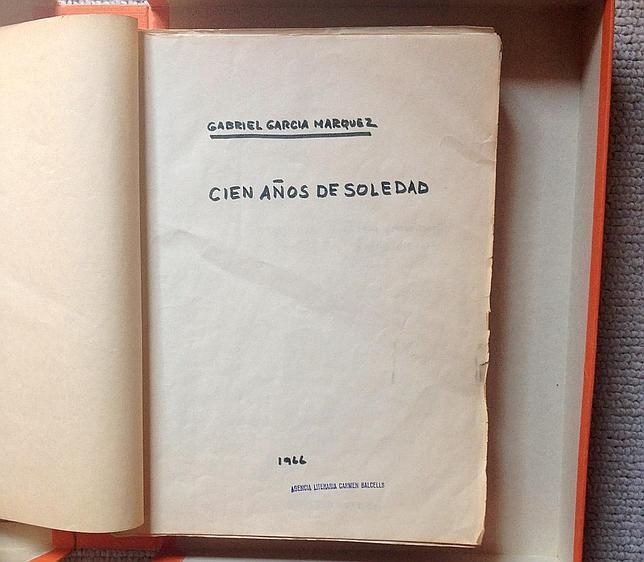 GABRIEL GARCIA MARQUEZ
CIEN AÑOS DE SOLEDAD
1966
AGENCIA LITERARIA CARMEN BALCELLS